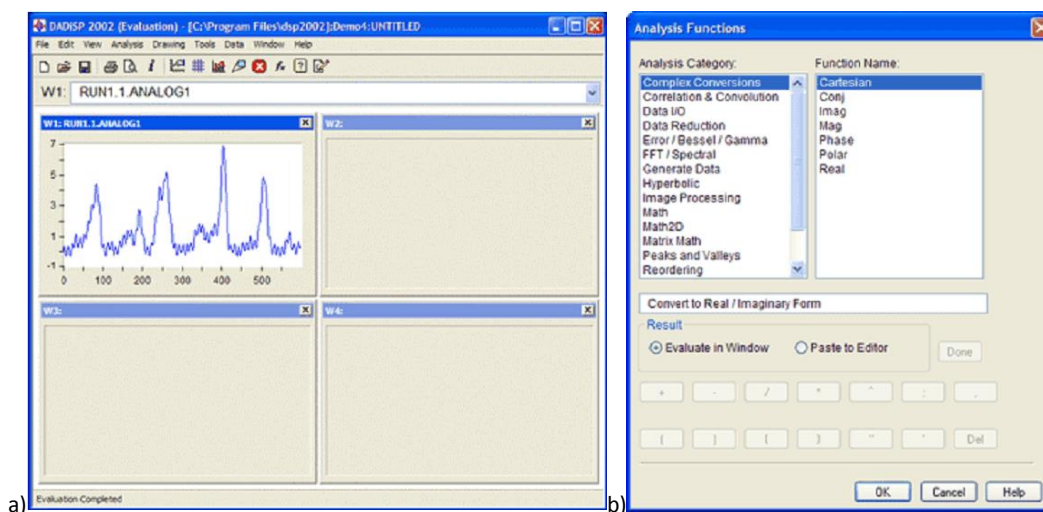 DADiSP 2002 (Evaluation) - [C:\Program Files\dsp2002]:Demo4:UNTITLED
File Edit View Analysis Drawing Tools Data Window Help
W1: RUN1.1.ANALOG1
W1: RUN1.1.ANALOG1
W2:
7
5
3
1
-1
0 100 200 300 400 500
W3:
W4:
Evaluation Completed
a)
Analysis Functions
Analysis Category:
Complex Conversions
Correlation & Convolution
Data I/O
Data Reduction
Error / Bessel / Gamma
FFT / Spectral
Generate Data
Hyperbolic
Image Processing
Math
Math2D
Matrix Math
Peaks and Valleys
Reordering
Function Name:
Cartesian
Conj
Imag
Mag
Phase
Polar
Real
Convert to Real / Imaginary Form
Result
Evaluate in Window
Paste to Editor
Done
+ - / * ^ : ,
Del
OK Cancel Help
b)